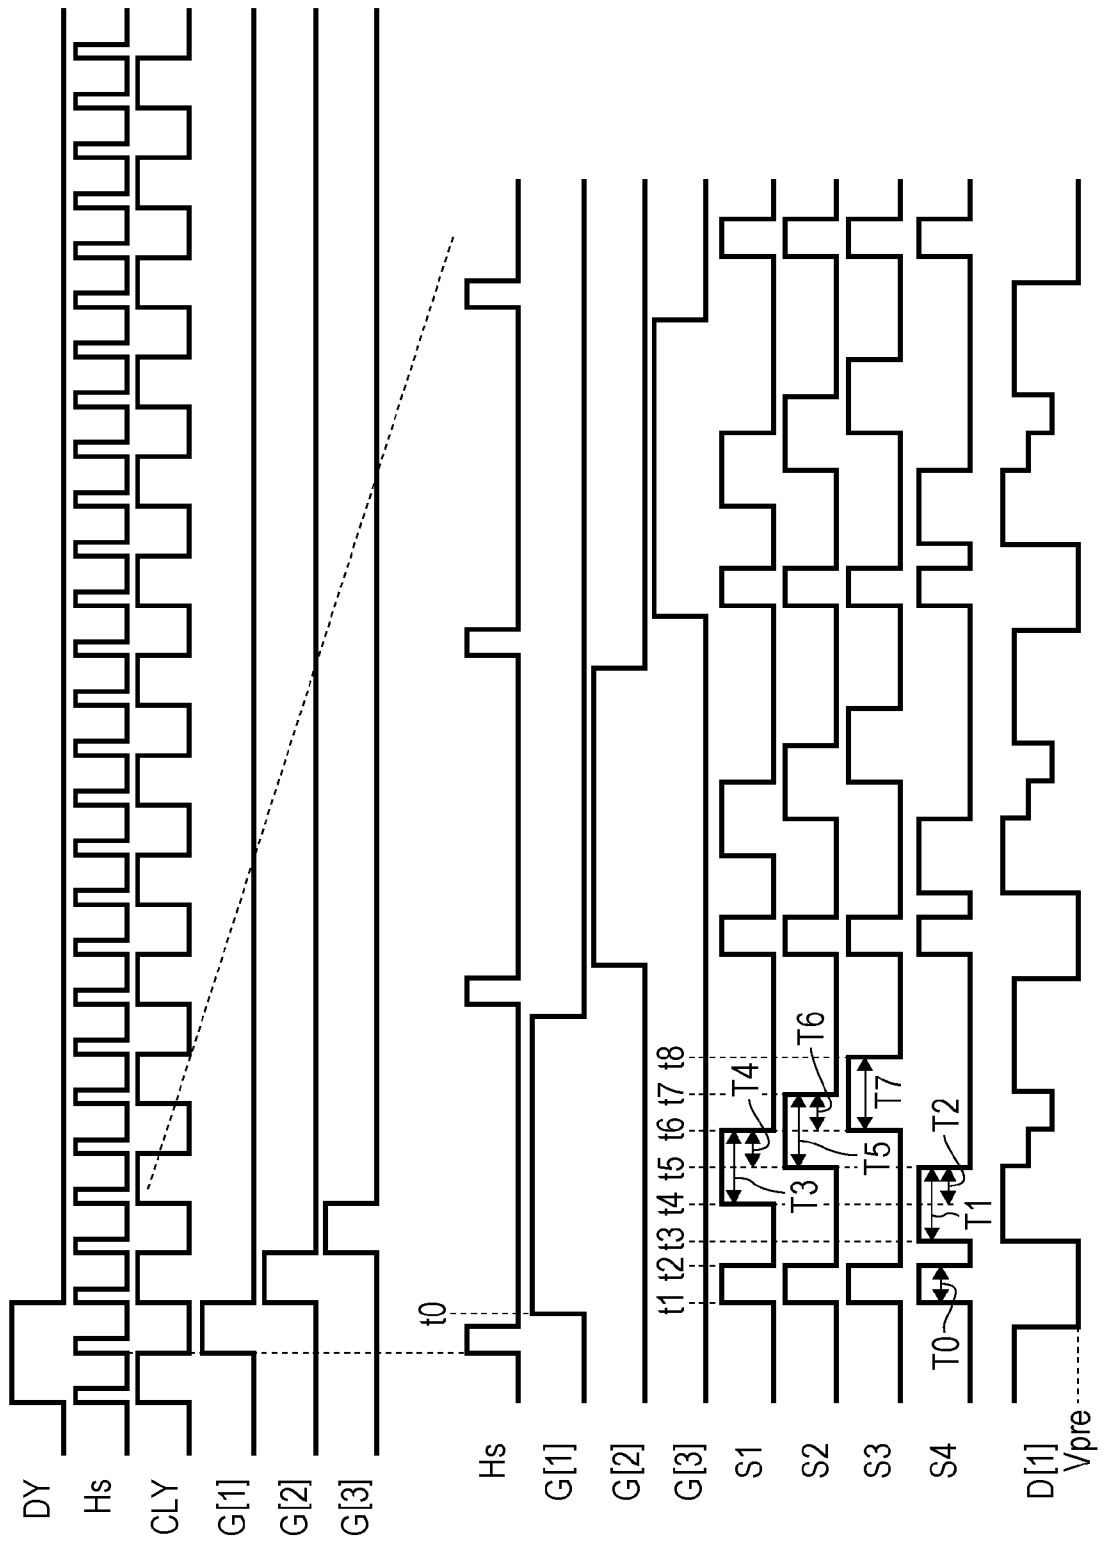 DY
Hs
CLY
G[1]
G[2]
G[3]
t0
Hs
G[1]
G[2]
G[3]
t1 t2 t3 t4 t5 t6 t7 t8
S1
T3 T4
S2
T5 T6
S3
T7
S4
T0 T1 T2
D[1]
Vpre